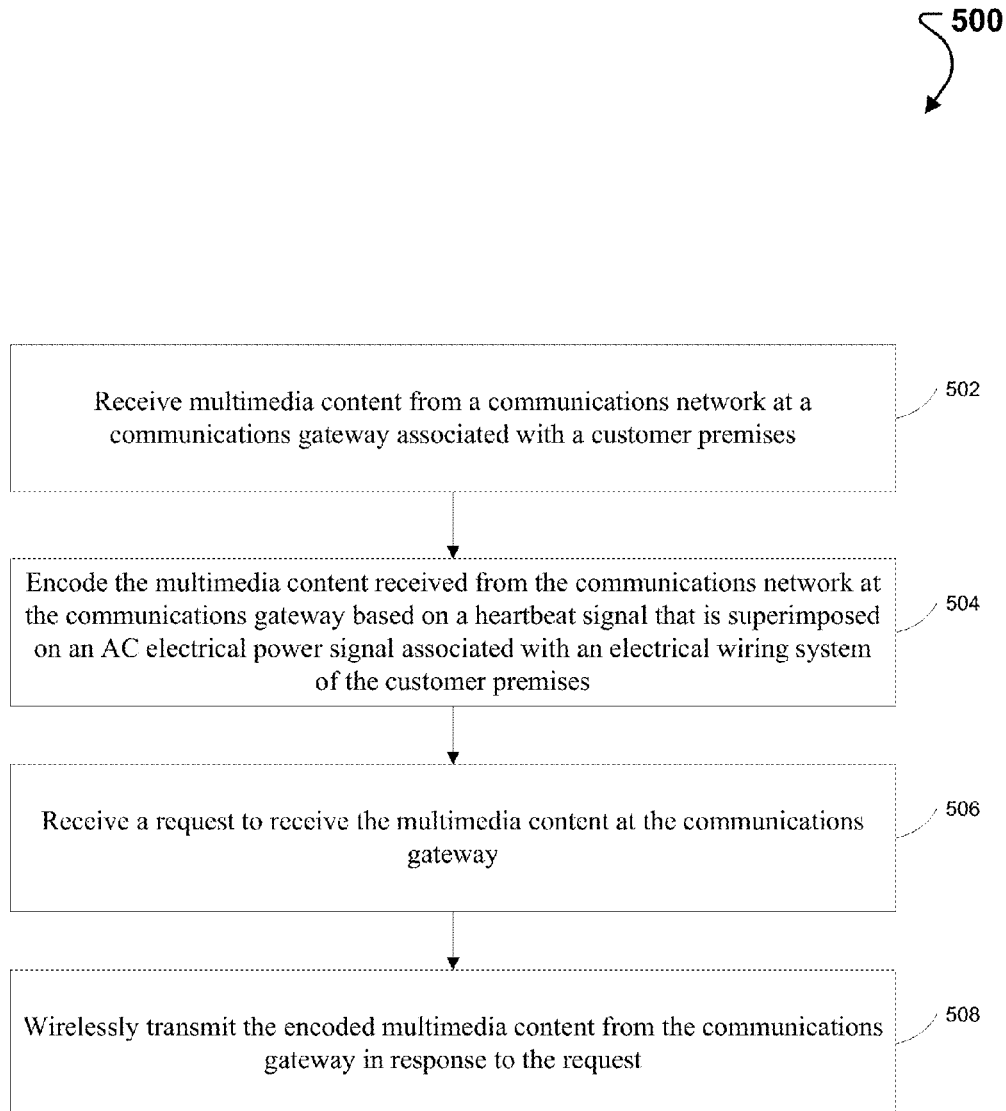 500
Receive multimedia content from a communications network at a
communications gateway associated with a customer premises
502
Encode the multimedia content received from the communications network at
the communications gateway based on a heartbeat signal that is superimposed
on an AC electrical power signal associated with an electrical wiring system
of the customer premises
504
Receive a request to receive the multimedia content at the communications
gateway
506
Wirelessly transmit the encoded multimedia content from the communications
gateway in response to the request
508